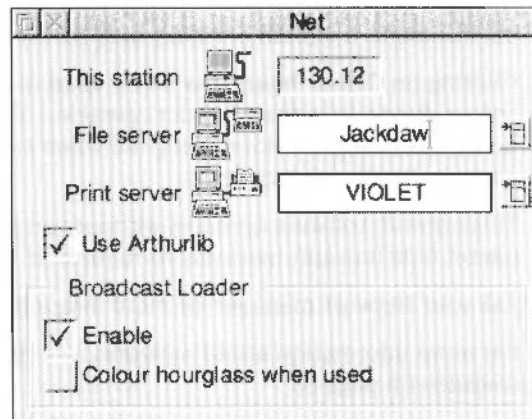 Net
This station 130.12
File server Jackdaw
Print server VIOLET
Use Arthurlib
Broadcast Loader
Enable
Colour hourglass when used